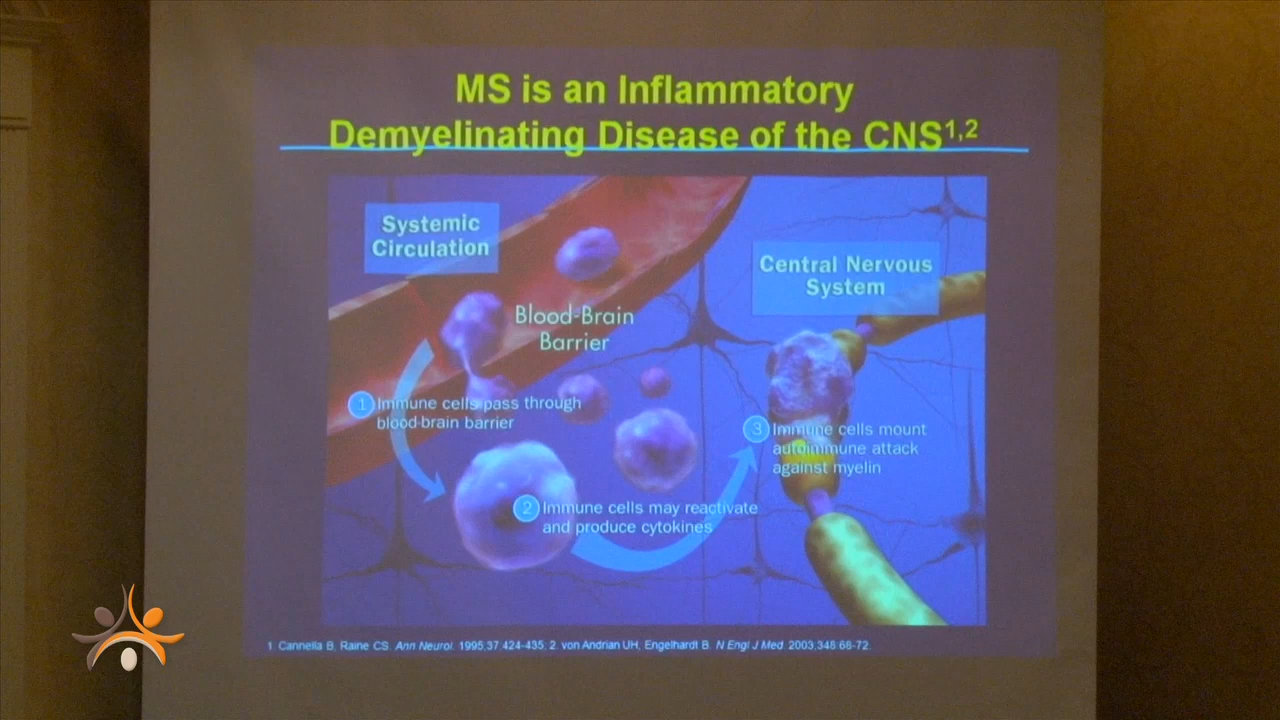 MS is an Inflammatory
Demyelinating Disease of the CNS1,2
Systemic
Circulation
Central Nervous
System
Blood-Brain
Barrier
1 Immune cells pass through
blood-brain barrier
3 Immune cells mount
autoimmune attack
against myelin
2 Immune cells may reactivate
and produce cytokines
1. Cannella B, Raine CS. Ann Neurol. 1995;37:424-435; 2. von Andrian UH, Engelhardt B. N Engl J Med. 2003;348:68-72.